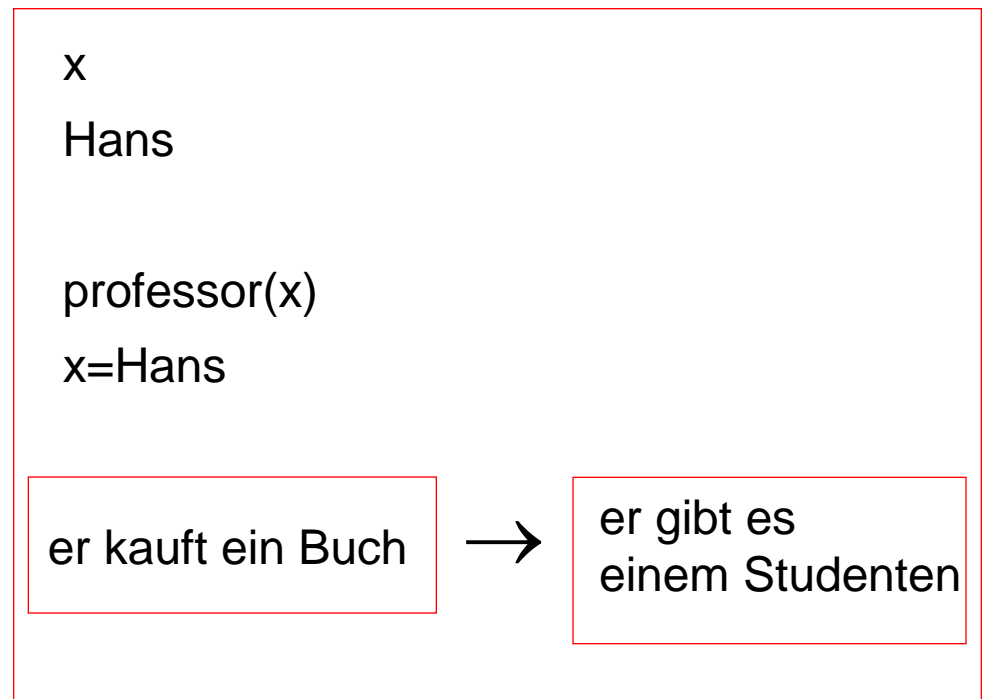 x
Hans
professor(x)
x=Hans
er kauft ein Buch → er gibt es
einem Studenten